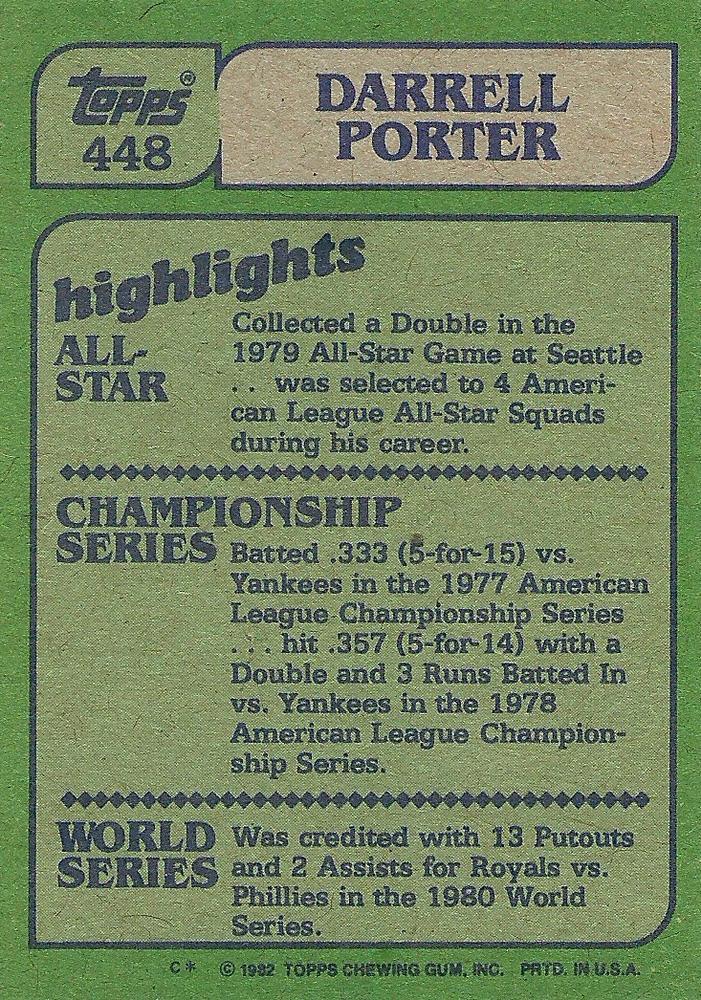 topps®
448
DARRELL
PORTER
highlights
ALL-
STAR
Collected a Double in the
1979 All-Star Game at Seattle
. . was selected to 4 Ameri-
can League All-Star Squads
during his career.
CHAMPIONSHIP
SERIES
Batted .333 (5-for-15) vs.
Yankees in the 1977 American
League Championship Series
. . . hit .357 (5-for-14) with a
Double and 3 Runs Batted In
vs. Yankees in the 1978
American League Champion-
ship Series.
WORLD
SERIES
Was credited with 13 Putouts
and 2 Assists for Royals vs.
Phillies in the 1980 World
Series.
C* © 1982 TOPPS CHEWING GUM, INC. PRTD. IN U.S.A.